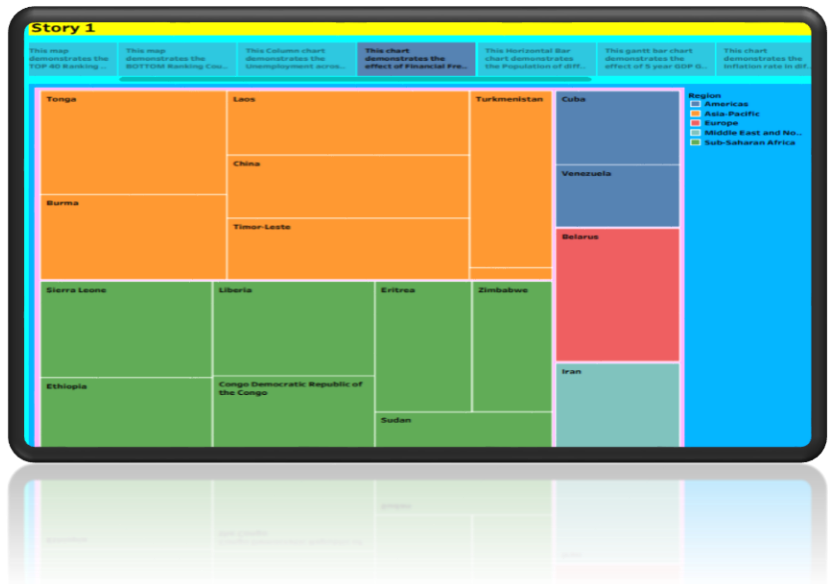 Story 1
This map
demonstrates the
TOP 40 Ranking ...
This map
demonstrates the
BOTTOM Ranking Cou...
This Column chart
demonstrates the
Unemployment acros...
This chart
demonstrates the
effect of Financial Fre...
This Horizontal Bar
chart demonstrates
the Population of diff...
This gantt bar chart
demonstrates the
effect of 5 year GDP G...
This chart
demonstrates the
inflation rate in dif..
Tonga
Laos
Turkmenistan
Cuba
China
Venezuela
Burma
Timor-Leste
Belarus
Sierra Leone
Liberia
Eritrea
Zimbabwe
Iran
Ethiopia
Congo Democratic Republic of
the Congo
Sudan
Region
Americas
Asia-Pacific
Europe
Middle East and No..
Sub-Saharan Africa